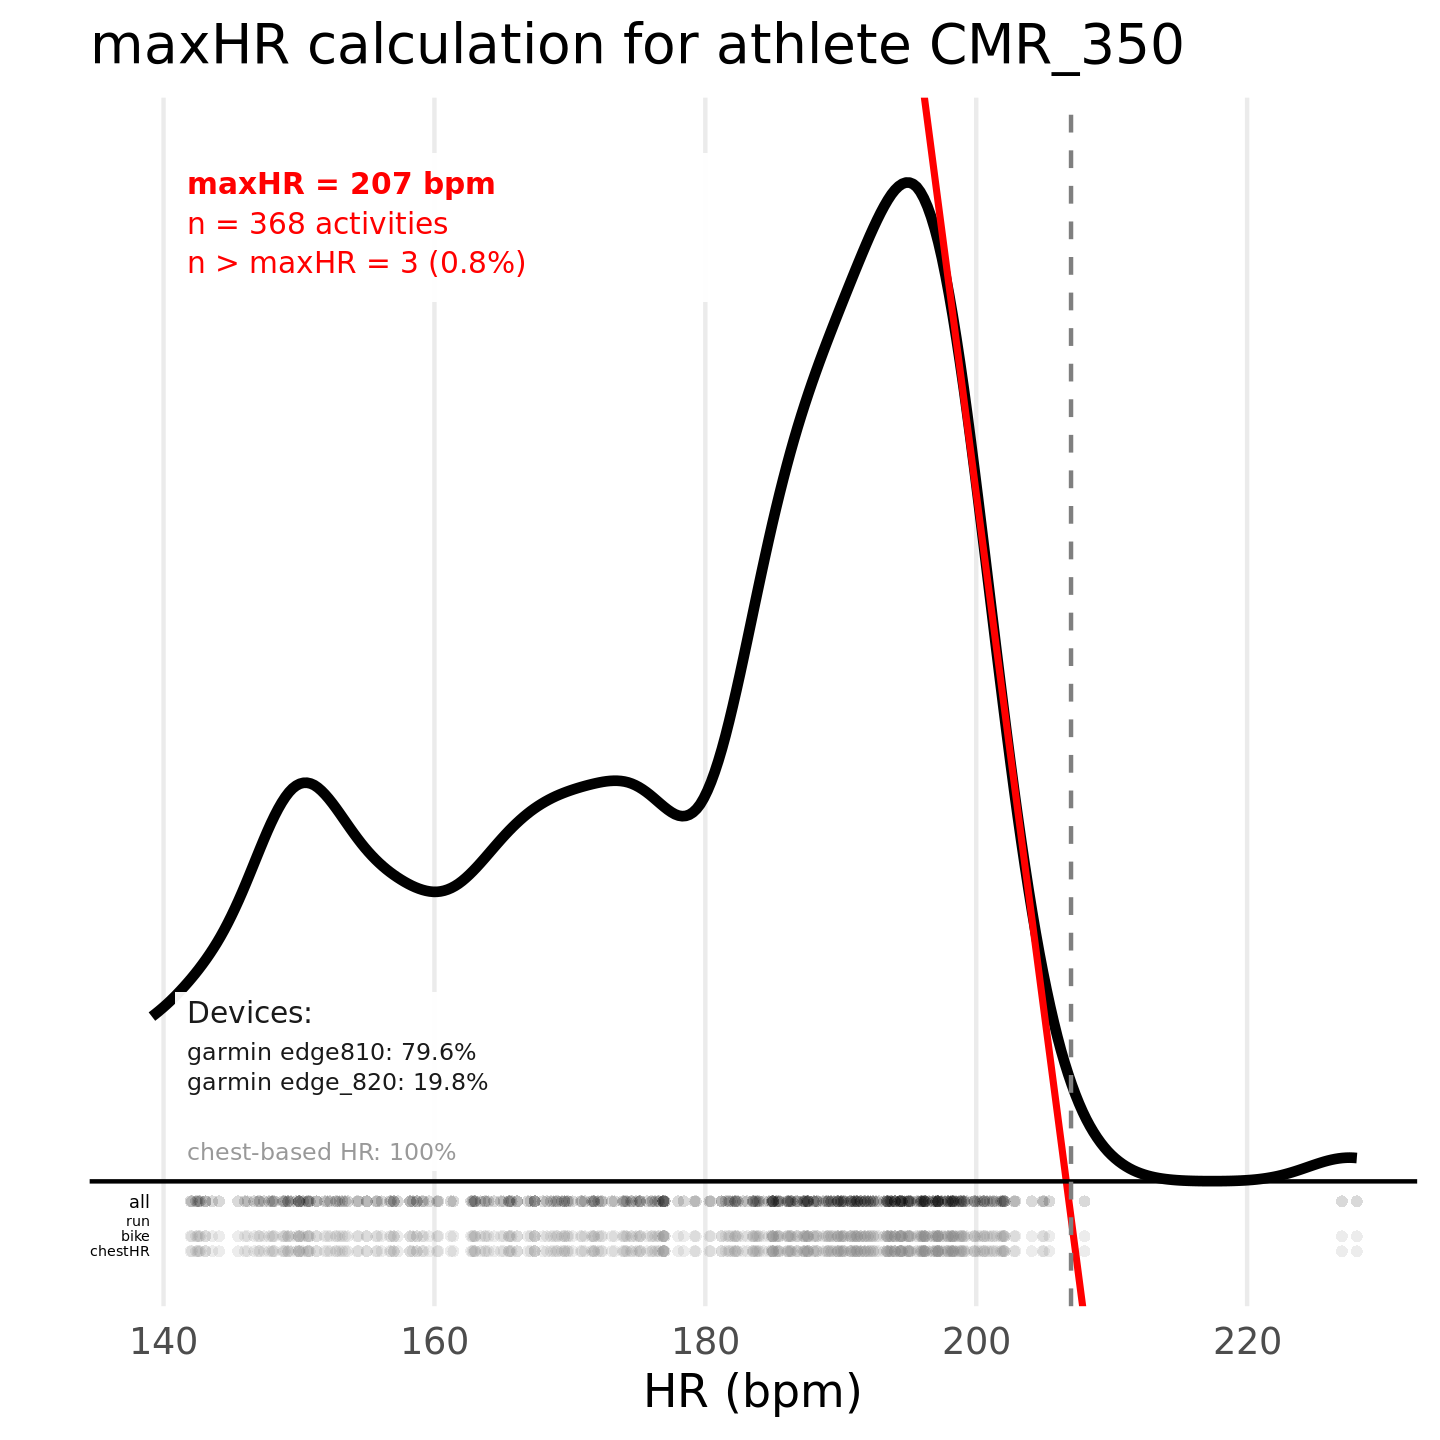 maxHR calculation for athlete CMR_350
maxHR = 207 bpm
n = 368 activities
n > maxHR = 3 (0.8%)
Devices:
garmin edge810: 79.6%
garmin edge_820: 19.8%
chest-based HR: 100%
all
run
bike
chestHR
140 160 180 200 220
HR (bpm)